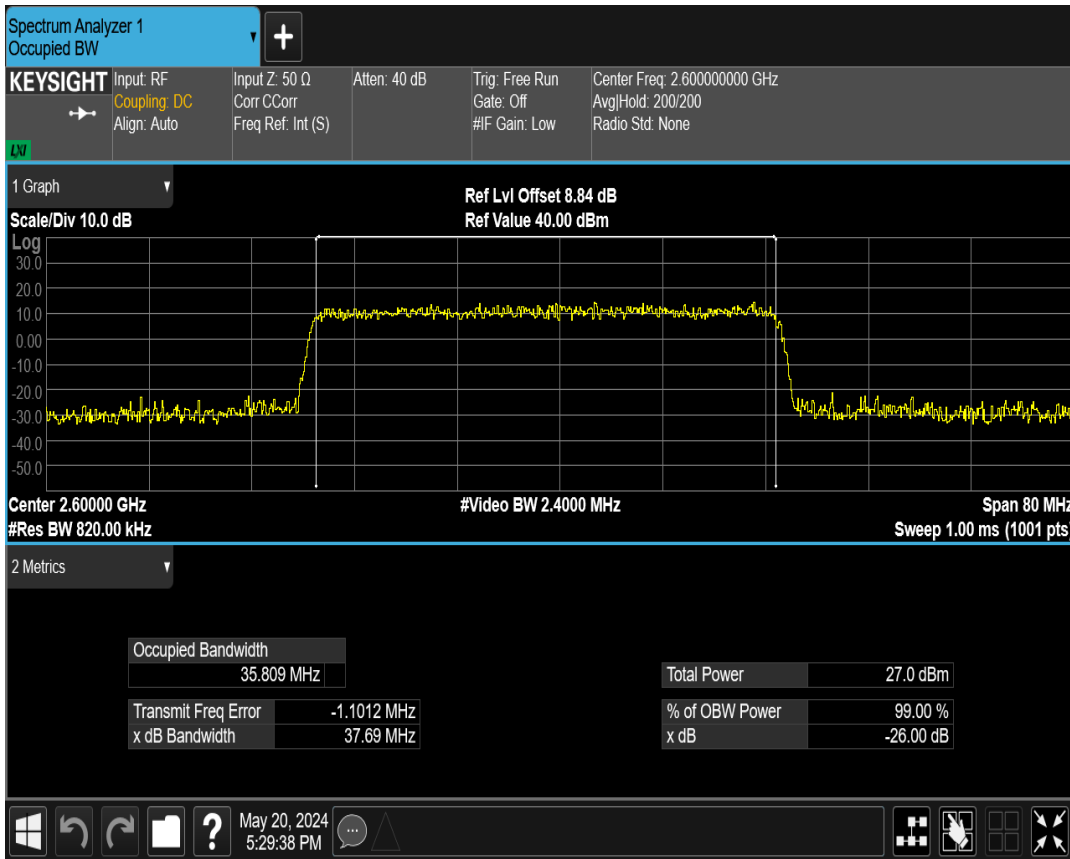 Spectrum Analyzer 1
Occupied BW
KEYSIGHT
LXI
Input: RF
Coupling: DC
Align: Auto
Input Z: 50 Ω
Corr CCorr
Freq Ref: Int (S)
Atten: 40 dB
Trig: Free Run
Gate: Off
#IF Gain: Low
Center Freq: 2.600000000 GHz
Avg|Hold: 200/200
Radio Std: None
1 Graph
Scale/Div 10.0 dB
Ref Lvl Offset 8.84 dB
Ref Value 40.00 dBm
Log
30.0
20.0
10.0
0.00
-10.0
-20.0
-30.0
-40.0
-50.0
Center 2.60000 GHz
#Video BW 2.4000 MHz
Span 80 MHz
#Res BW 820.00 kHz
Sweep 1.00 ms (1001 pts)
2 Metrics
Occupied Bandwidth
35.809 MHz
Total Power 27.0 dBm
Transmit Freq Error -1.1012 MHz
% of OBW Power 99.00 %
x dB Bandwidth 37.69 MHz
x dB -26.00 dB
?
May 20, 2024
5:29:38 PM